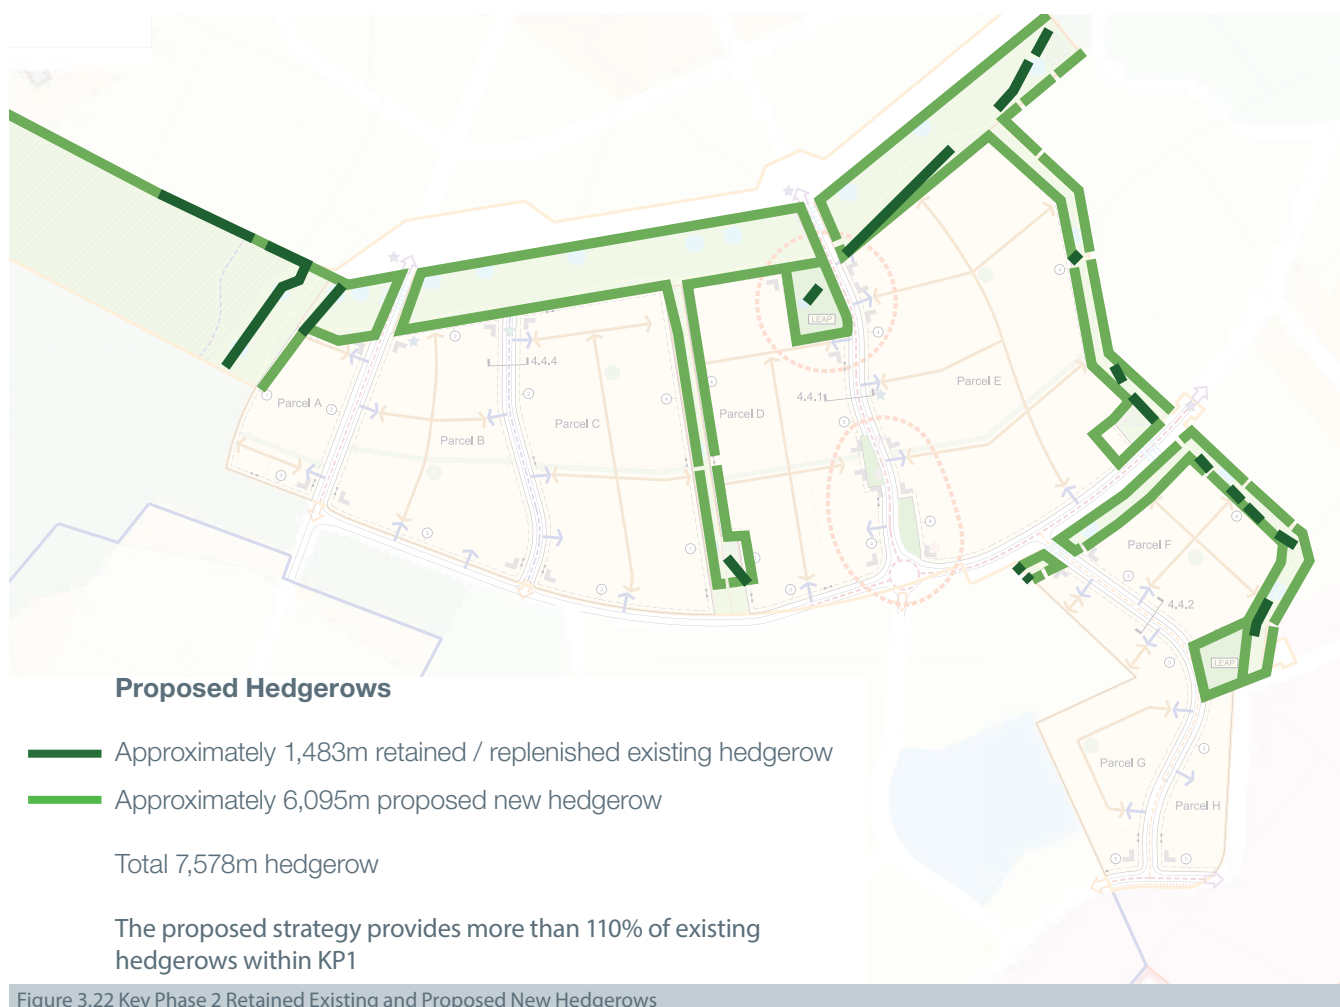 LEAP
4.4.4
4.4.1
Parcel A
Parcel B
Parcel C
Parcel D
Parcel E
Parcel F
4.4.2
LEAP
Parcel G
Parcel H
Proposed Hedgerows
Approximately 1,483m retained / replenished existing hedgerow
Approximately 6,095m proposed new hedgerow
Total 7,578m hedgerow
The proposed strategy provides more than 110% of existing
hedgerows within KP1
Figure 3.22 Key Phase 2 Retained Existing and Proposed New Hedgerows